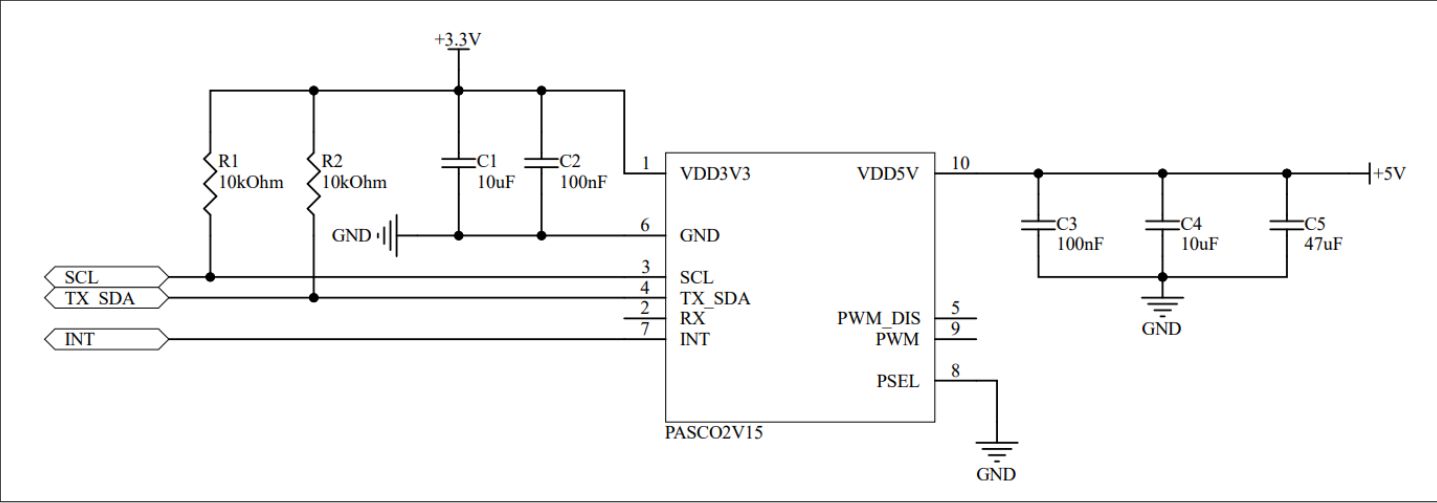 +3.3V
R1
10kOhm
R2
10kOhm
C1
10uF
C2
100nF
1
VDD3V3
VDD5V
10
+5V
GND
6
GND
C3
100nF
C4
10uF
C5
47uF
SCL
3
SCL
TX_SDA
4
TX_SDA
2
RX
PWM_DIS
5
INT
7
INT
PWM
9
GND
PSEL
8
PASCO2V15
GND